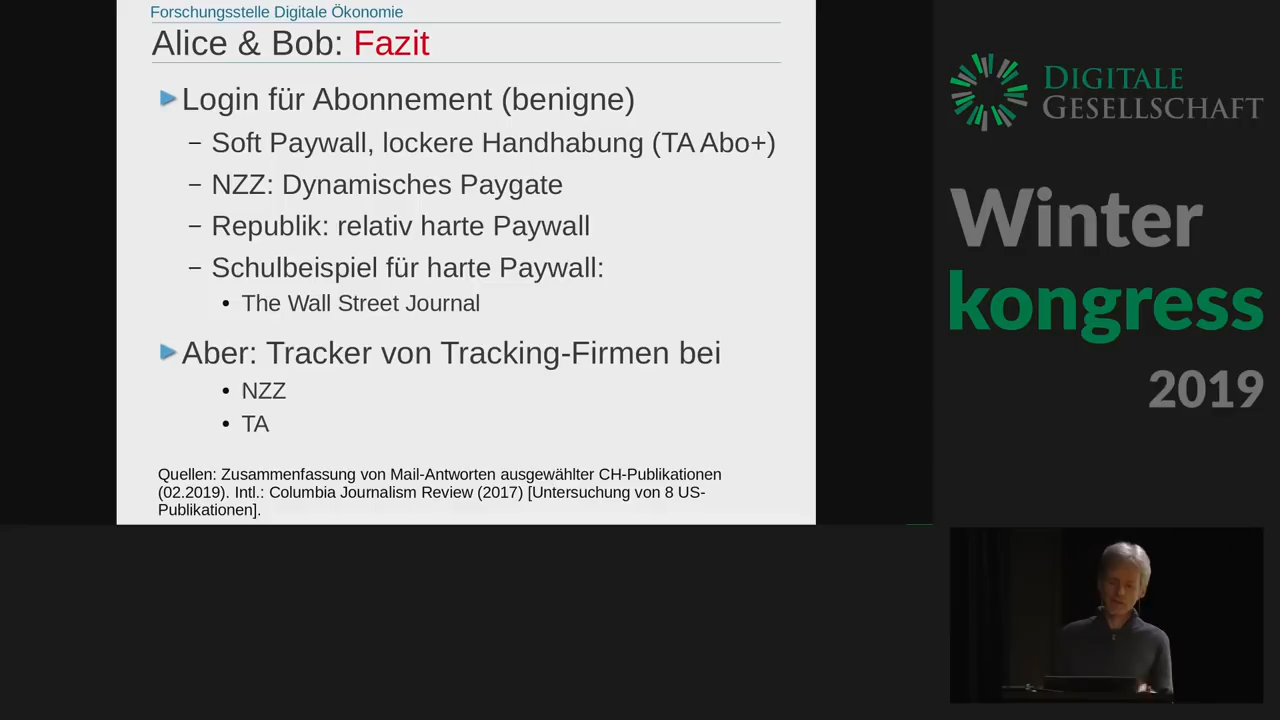 Forschungsstelle Digitale Ökonomie
Alice & Bob: Fazit
Login für Abonnement (benigne)
– Soft Paywall, lockere Handhabung (TA Abo+)
– NZZ: Dynamisches Paygate
– Republik: relativ harte Paywall
– Schulbeispiel für harte Paywall:
• The Wall Street Journal
Aber: Tracker von Tracking-Firmen bei
• NZZ
• TA
Quellen: Zusammenfassung von Mail-Antworten ausgewählter CH-Publikationen
(02.2019). Intl.: Columbia Journalism Review (2017) [Untersuchung von 8 US-
Publikationen].
DIGITALE
GESELLSCHAFT
Winter
kongress
2019